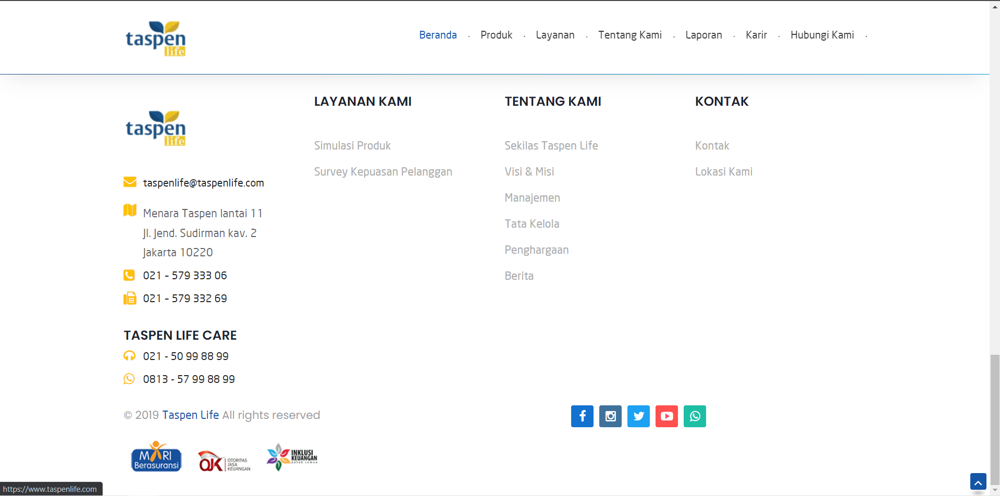 taspen
life
Beranda . Produk . Layanan . Tentang Kami . Laporan . Karir . Hubungi Kami .
taspen
life
taspenlife@taspenlife.com
Menara Taspen lantai 11
Jl. Jend. Sudirman kav. 2
Jakarta 10220
021 – 579 333 06
021 – 579 332 69
TASPEN LIFE CARE
021 - 50 99 88 99
0813 - 57 99 88 99
LAYANAN KAMI
Simulasi Produk
Survey Kepuasan Pelanggan
TENTANG KAMI
Sekilas Taspen Life
Visi & Misi
Manajemen
Tata Kelola
Penghargaan
Berita
KONTAK
Kontak
Lokasi Kami
© 2019 Taspen Life All rights reserved
MARI
Berasuransi
OJK
OTORITAS
JASA
KEUANGAN
INKLUSI
KEUANGAN
untuk semua
https://www.taspenlife.com